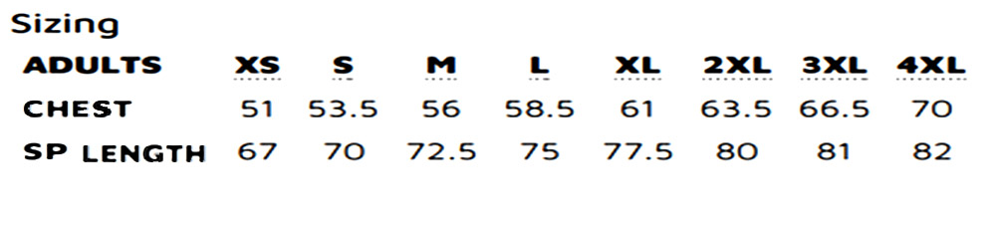 Sizing
ADULTS XS S M L XL 2XL 3XL 4XL
CHEST 51 53.5 56 58.5 61 63.5 66.5 70
SP LENGTH 67 70 72.5 75 77.5 80 81 82